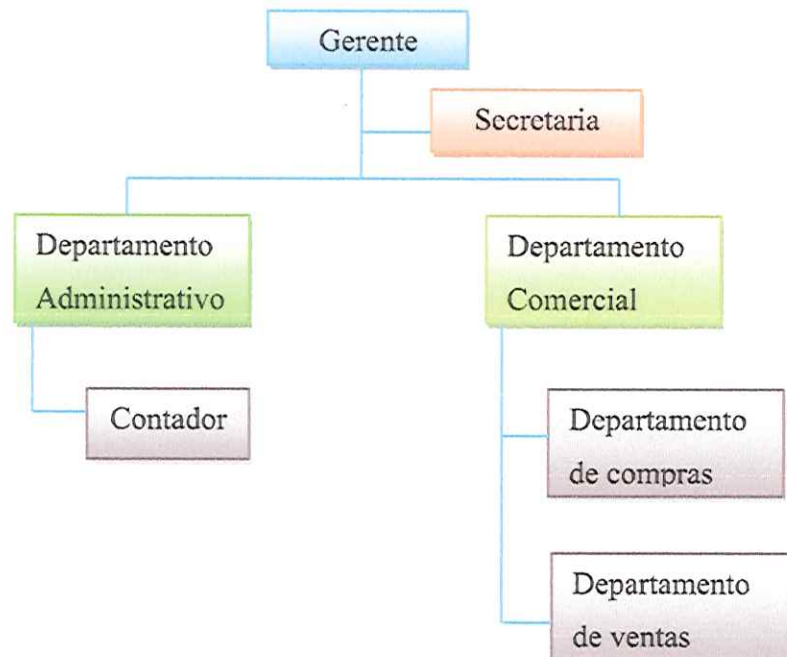 Gerente
Secretaria
Departamento
Administrativo
Departamento
Comercial
Contador
Departamento
de compras
Departamento
de ventas